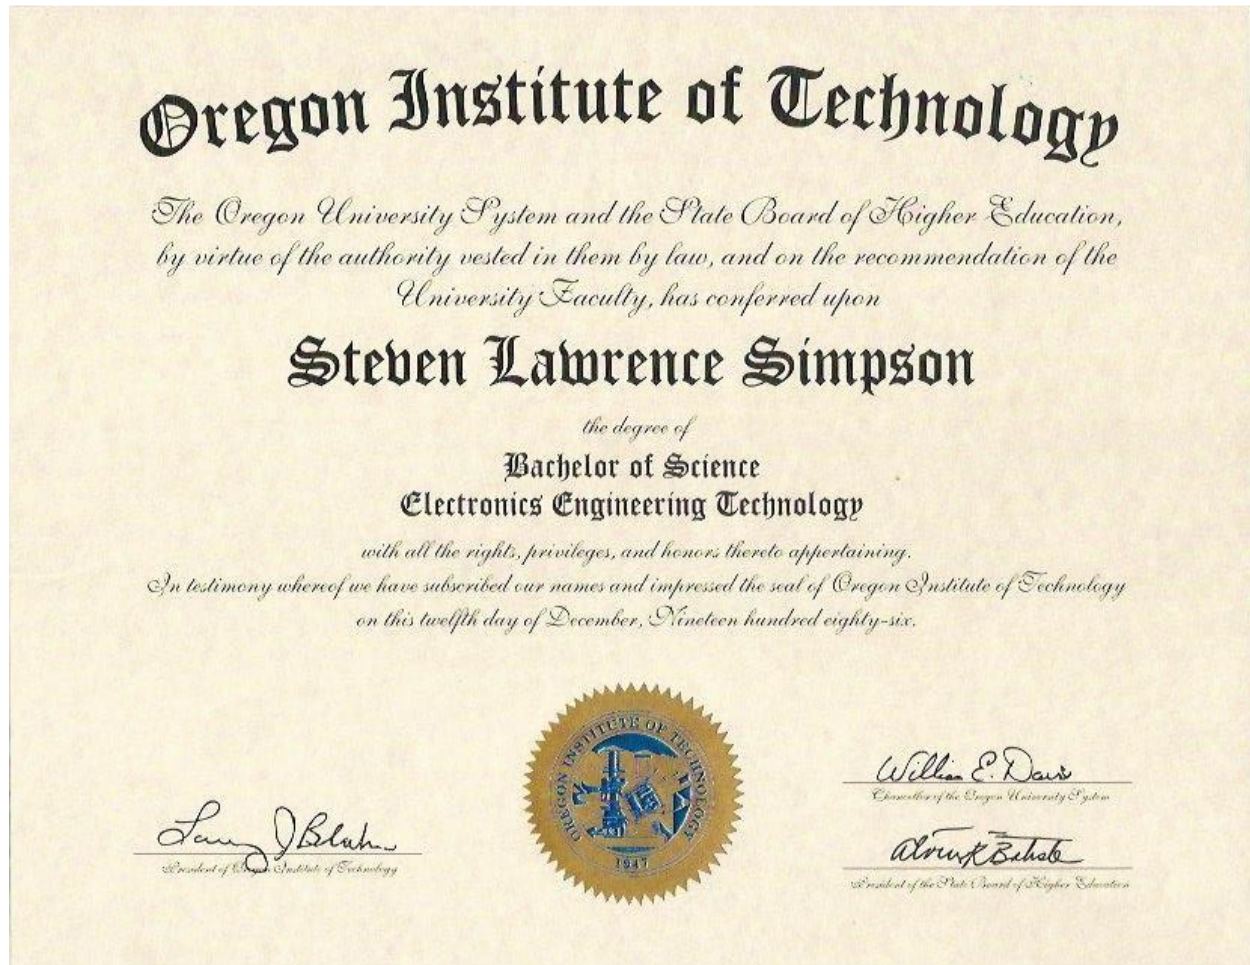 Oregon Institute of Technology
The Oregon University System and the State Board of Higher Education,
by virtue of the authority vested in them by law, and on the recommendation of the
University Faculty, has conferred upon
Steven Lawrence Simpson
the degree of
Bachelor of Science
Electronics Engineering Technology
with all the rights, privileges, and honors thereto appertaining.
In testimony whereof we have subscribed our names and impressed the seal of Oregon Institute of Technology
on this twelfth day of December, Nineteen hundred eighty-six.
OREGON INSTITUTE OF TECHNOLOGY
1947
William E. Davis
Chancellor of the Oregon University System
President of Oregon Institute of Technology
President of the State Board of Higher Education